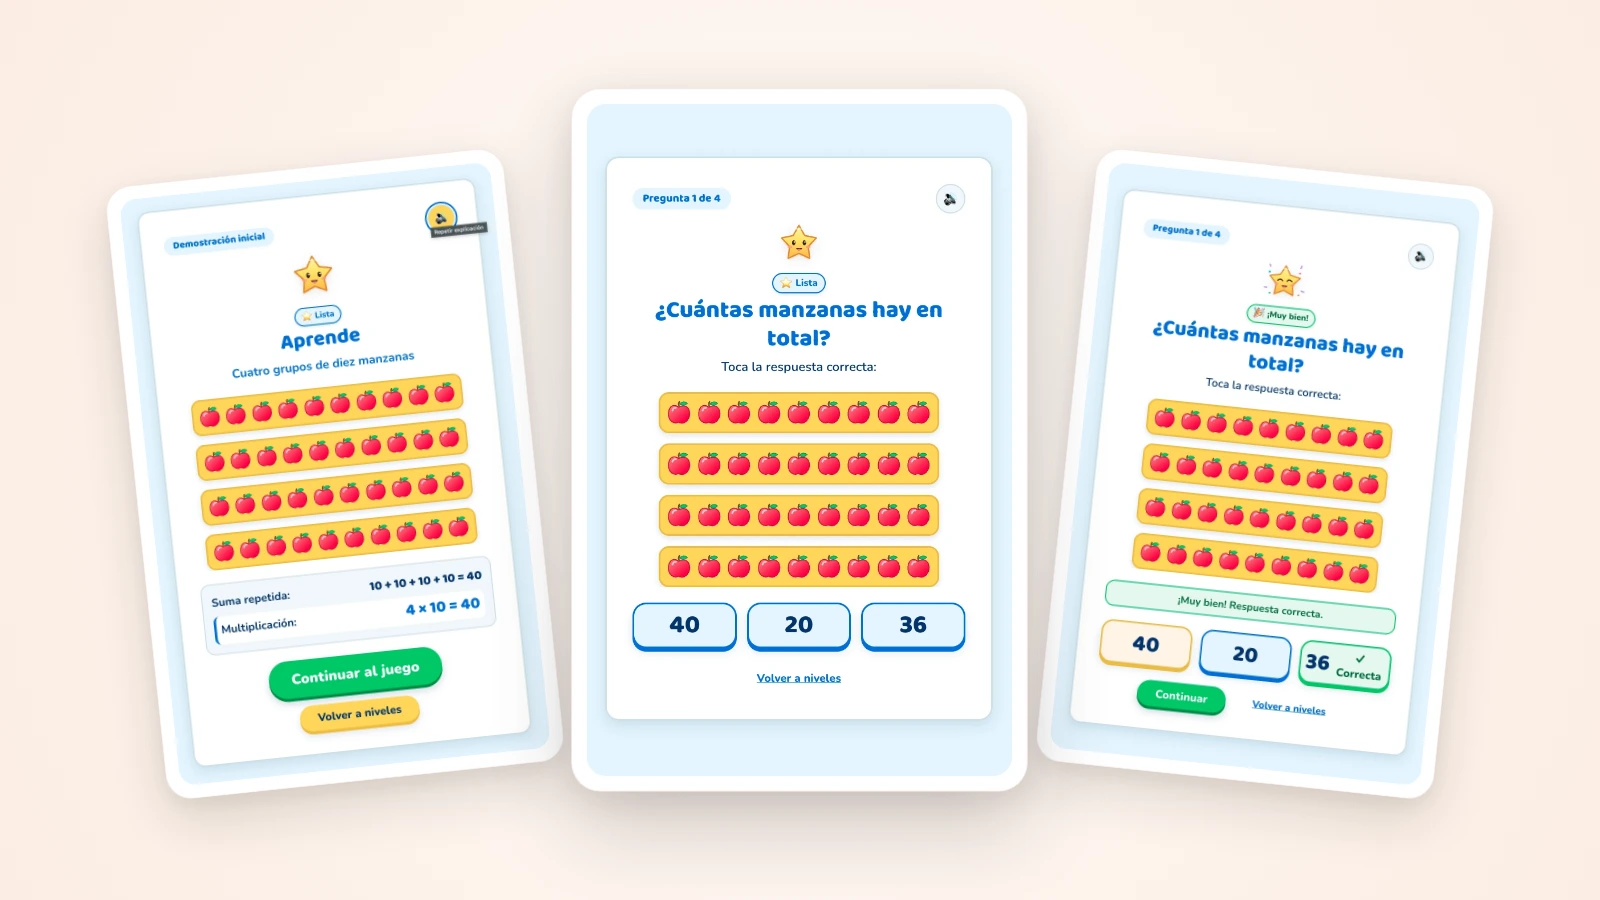 Demostración inicial
Repetir explicación
Lista
Aprende
Cuatro grupos de diez manzanas
Suma repetida: 10 + 10 + 10 + 10 = 40
Multiplicación: 4 × 10 = 40
Continuar al juego
Volver a niveles
Pregunta 1 de 4
Lista
¿Cuántas manzanas hay en
total?
Toca la respuesta correcta:
40 20 36
Volver a niveles
Pregunta 1 de 4
¡Muy bien!
¿Cuántas manzanas hay en
total?
Toca la respuesta correcta:
¡Muy bien! Respuesta correcta.
40 20 36 ✓ Correcta
Continuar Volver a niveles